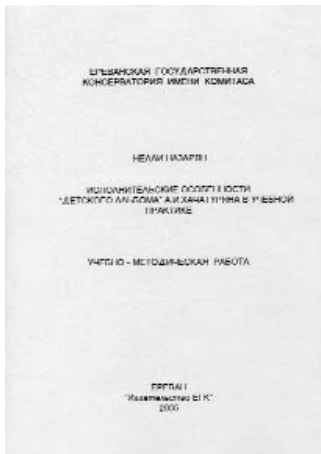 ЕРЕВАНСКАЯ ГОСУДАРСТВЕННАЯ
КОНСЕРВАТОРИЯ ИМЕНИ КОМИТАСА
НЕЛЛИ НАЗАРЯН
ИСПОЛНИТЕЛЬСКИЕ ОСОБЕННОСТИ
"ДЕТСКОГО АЛЬБОМА" А.И.ХАЧАТУРЯНА В УЧЕБНОЙ
ПРАКТИКЕ
УЧЕБНО - МЕТОДИЧЕСКАЯ РАБОТА
ЕРЕВАН
"Издательство ЕГК"
2005